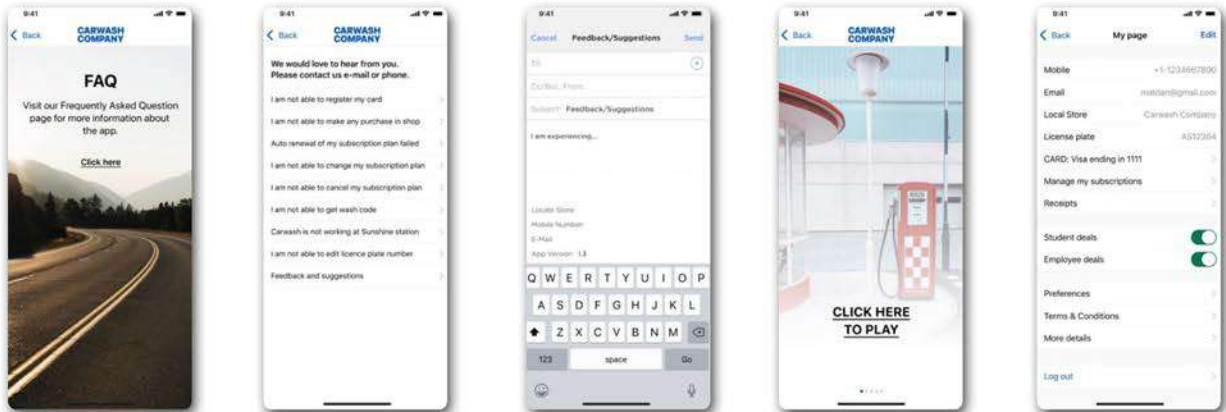 9:41
Back
CARWASH
COMPANY
FAQ
Visit our Frequently Asked Question
page for more information about
the app.
Click here
9:41
Back
CARWASH
COMPANY
We would love to hear from you.
Please contact us e-mail or phone.
I am not able to register my card
I am not able to make any purchase in shop
Auto renewal of my subscription plan failed
I am not able to change my subscription plan
I am not able to cancel my subscription plan
I am not able to get wash code
Carwash is not working at Sunshine station
I am not able to edit licence plate number
Feedback and suggestions
9:41
Cancel Feedback/Suggestions Send
To:
Cc/Bcc, From:
Subject: Feedback/Suggestions
I am experiencing...
Locate Store:
Mobile Number:
E-Mail:
App Version: 1.3
Q W E R T Y U I O P
A S D F G H J K L
Z X C V B N M
123 space Go
9:41
Back
CARWASH
COMPANY
CLICK HERE
TO PLAY
9:41
Back My page Edit
Mobile +1-1234667890
Email
Local Store Carwash Company
License plate AS12364
CARD: Visa ending in 1111
Manage my subscriptions
Receipts
Student deals
Employee deals
Preferences
Terms & Conditions
More details
Log out